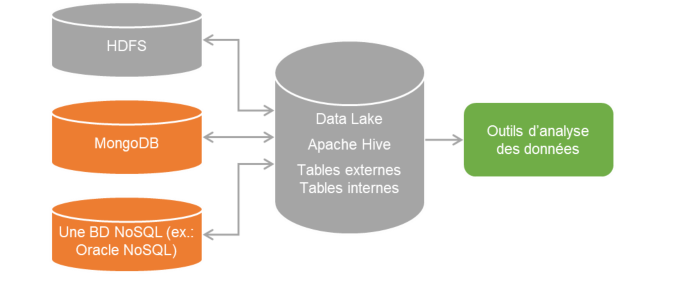 HDFS
MongoDB
Une BD NoSQL (ex.:
Oracle NoSQL)
Data Lake
Apache Hive
Tables externes
Tables internes
Outils d'analyse
des données